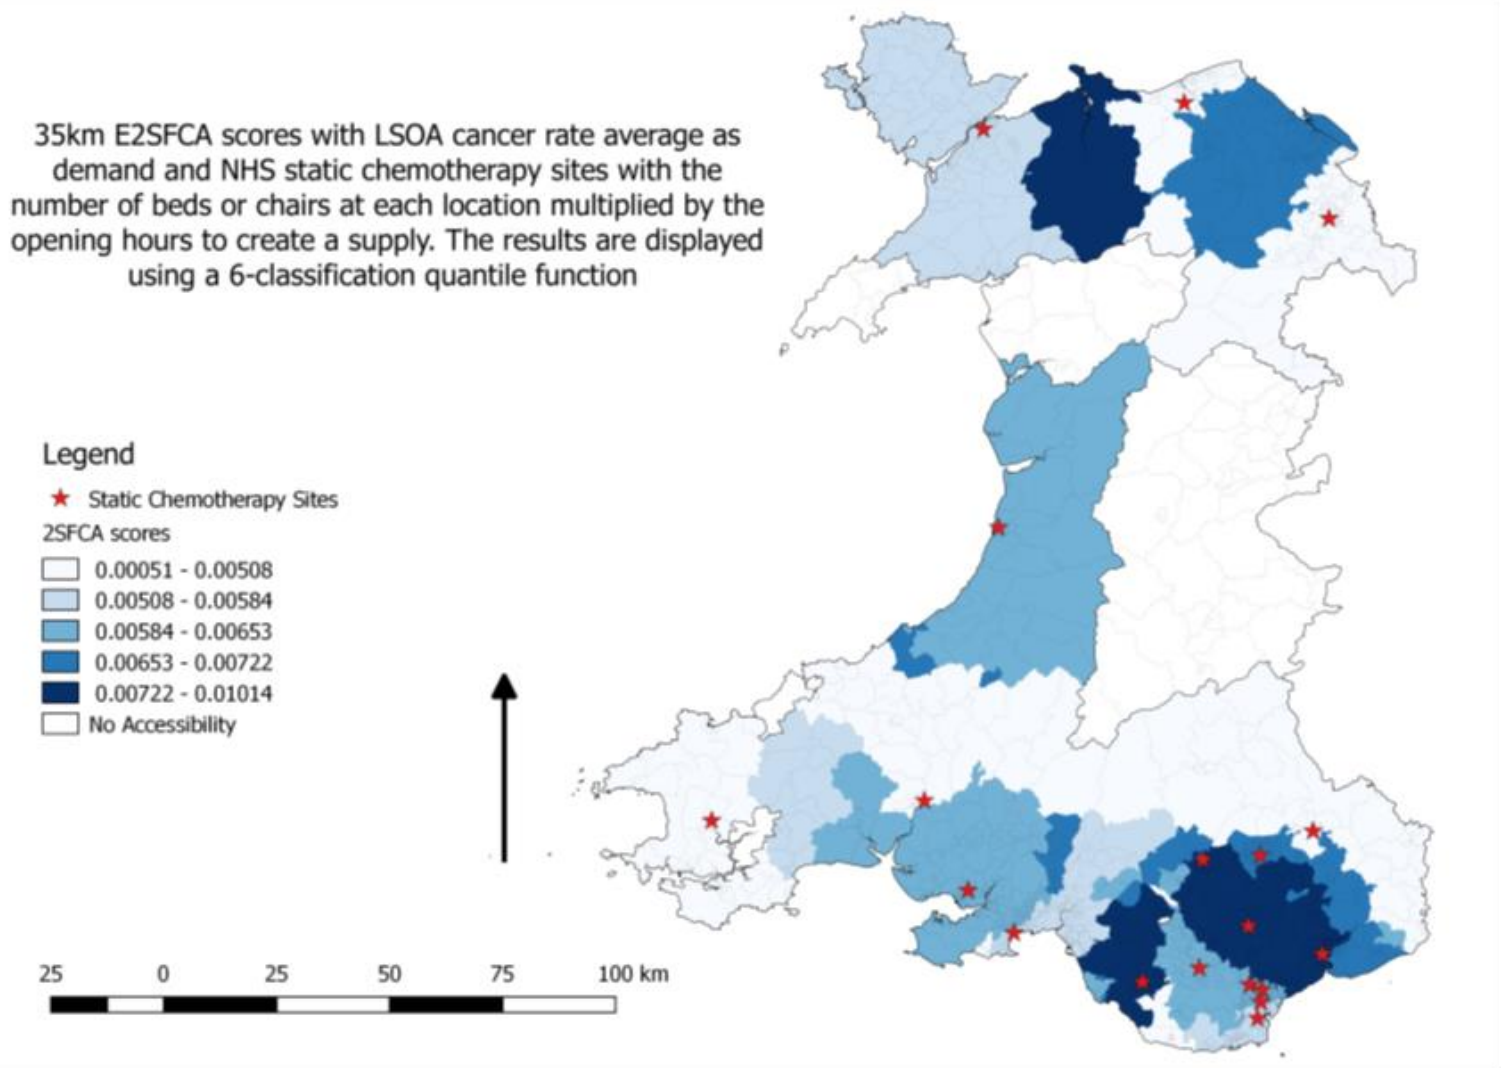 35km E2SFCA scores with LSOA cancer rate average as
demand and NHS static chemotherapy sites with the
number of beds or chairs at each location multiplied by the
opening hours to create a supply. The results are displayed
using a 6-classification quantile function
Legend
Static Chemotherapy Sites
2SFCA scores
0.00051 - 0.00508
0.00508 - 0.00584
0.00584 - 0.00653
0.00653 - 0.00722
0.00722 - 0.01014
No Accessibility
25 0 25 50 75 100 km